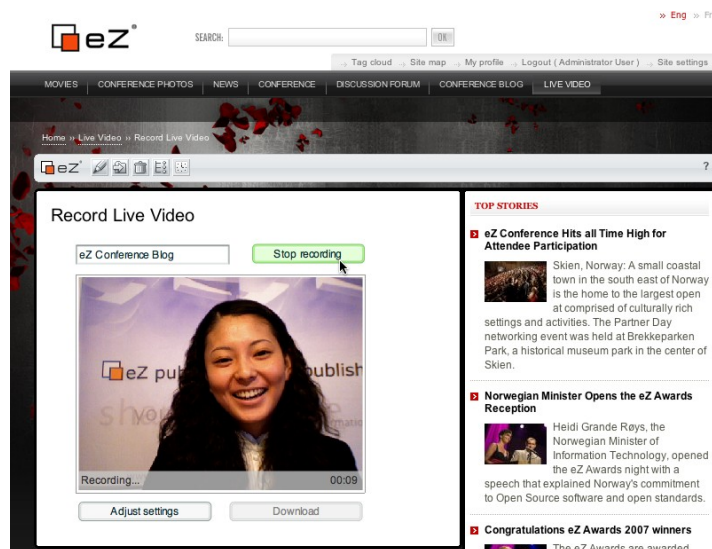 » Eng » Fr
eZ
SEARCH: OK
Tag cloud Site map My profile Logout ( Administrator User ) Site settings
MOVIES CONFERENCE PHOTOS NEWS CONFERENCE DISCUSSION FORUM CONFERENCE BLOG LIVE VIDEO
Home » Live Video » Record Live Video
eZ ?
Record Live Video
eZ Conference Blog Stop recording
eZ pub publish
Recording... 00:09
Adjust settings Download
TOP STORIES
eZ Conference Hits all Time High for
Attendee Participation
Skien, Norway: A small coastal
town in the south east of Norway
is the home to the largest open
at comprised of culturally rich
settings and activities. The Partner Day
networking event was held at Brekkeparken
Park, a historical museum park in the center of
Skien.
Norwegian Minister Opens the eZ Awards
Reception
Heidi Grande Røys, the
Norwegian Minister of
Information Technology, opened
the eZ Awards night with a
speech that explained Norway's commitment
to Open Source software and open standards.
Congratulations eZ Awards 2007 winners
The eZ Awards are awarded